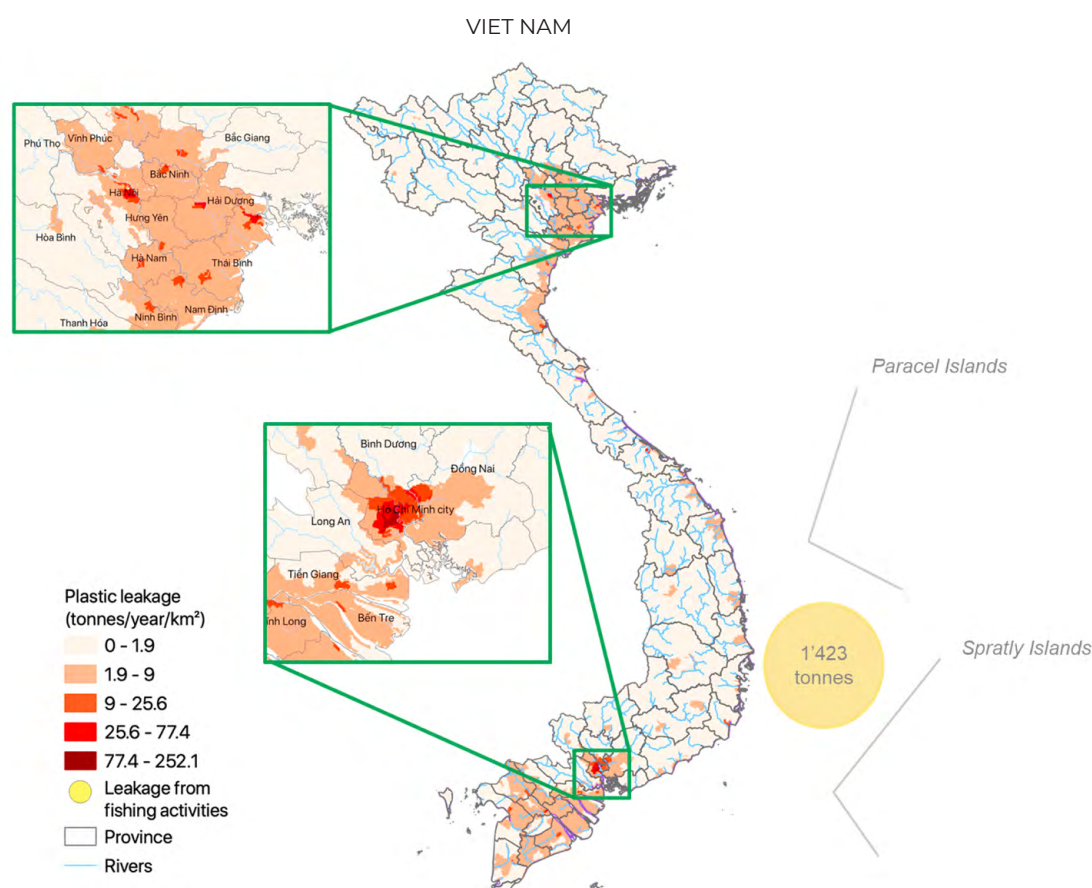 VIET NAM
Phú Thọ
Vĩnh Phúc
Bắc Giang
Bắc Ninh
Hà Nội
Hải Dương
Hưng Yên
Hòa Bình
Hà Nam
Thái Bình
Nam Định
Ninh Bình
Thanh Hóa
Paracel Islands
Bình Dương
Đồng Nai
Ho Chi Minh city
Long An
Tiền Giang
Bến Tre
Long
Plastic leakage
(tonnes/year/km²)
0 - 1.9
1.9 - 9
9 - 25.6
25.6 - 77.4
77.4 - 252.1
Leakage from
fishing activities
Province
Rivers
1'423
tonnes
Spratly Islands